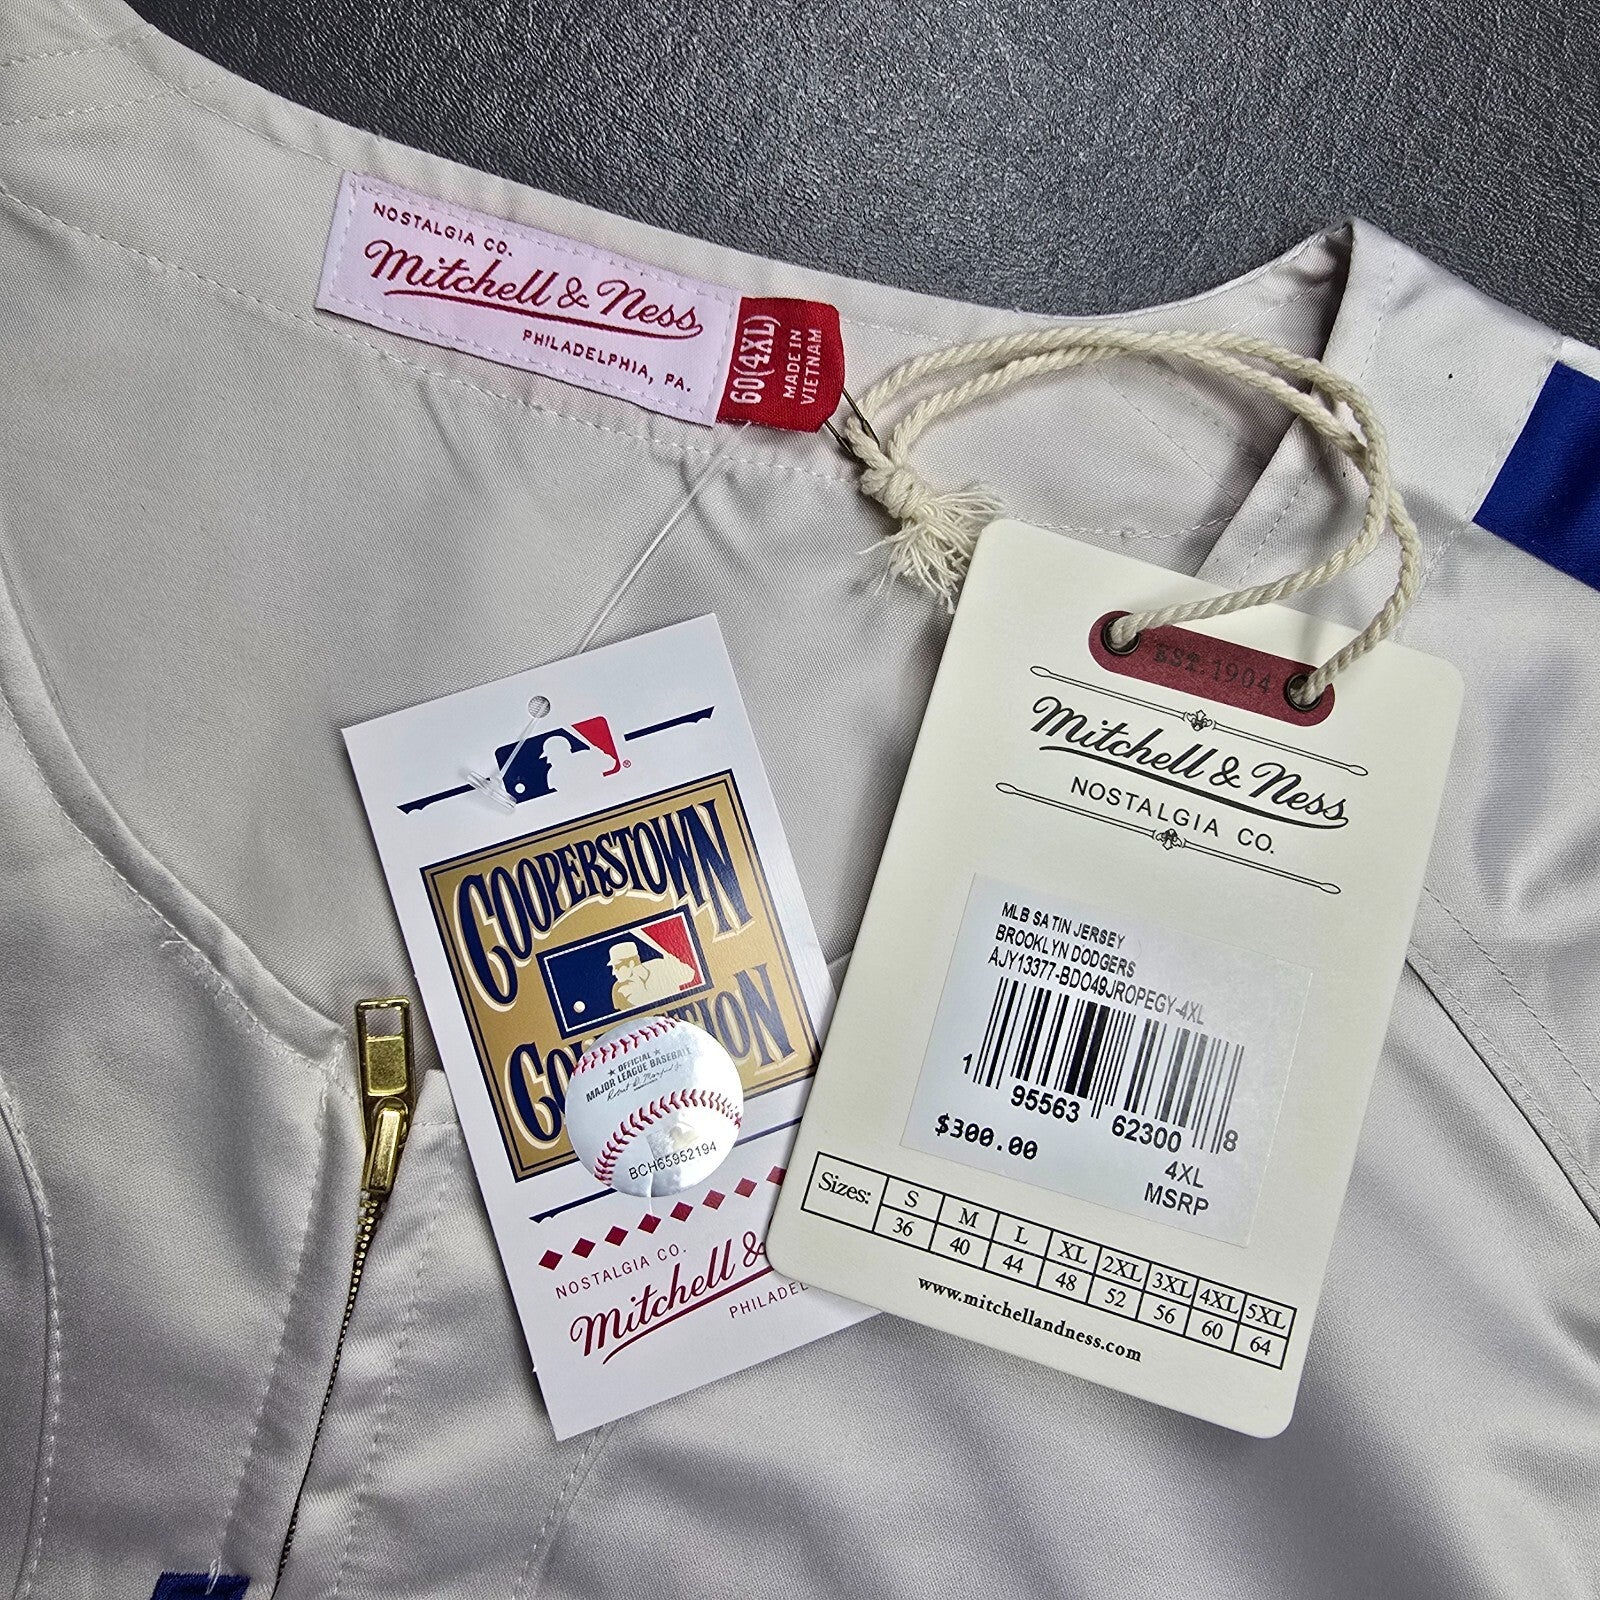 NOSTALGIA CO.
Mitchell & Ness
PHILADELPHIA, PA.
60(4XL)
MADE IN
VIETNAM
COOPERSTOWN
COLLECTION
★ OFFICIAL ★
MAJOR LEAGUE BASEBALL
BCH65952194
NOSTALGIA CO.
Mitchell &
PHILADEL
EST. 1904
Mitchell & Ness
NOSTALGIA CO.
MLB SATIN JERSEY
BROOKLYN DODGERS
AJY13377-BDO49JROPEGY-4XL
1 95563 62300 8
$300.00
4XL
MSRP
Sizes: S M L XL 2XL 3XL 4XL 5XL
36 40 44 48 52 56 60 64
www.mitchellandness.com